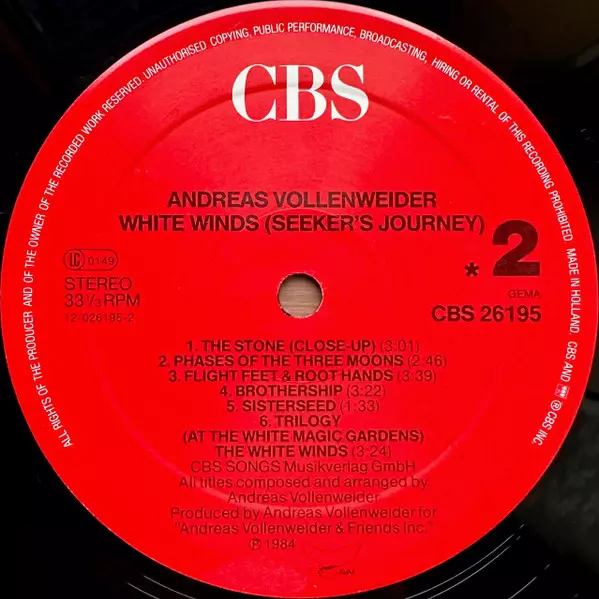 ALL RIGHTS OF THE PRODUCER AND OF THE OWNER OF THE RECORDED WORK RESERVED. UNAUTHORISED COPYING, PUBLIC PERFORMANCE, BROADCASTING, HIRING OR RENTAL OF THIS RECORDING PROHIBITED. MADE IN HOLLAND. CBS AND ® CBS INC.
CBS
ANDREAS VOLLENWEIDER
WHITE WINDS (SEEKER'S JOURNEY)
LC 0149
STEREO
33 1/3 RPM
12-026195-2
* 2
GEMA
CBS 26195
1. THE STONE (CLOSE-UP) (3:01)
2. PHASES OF THE THREE MOONS (2:46)
3. FLIGHT FEET & ROOT HANDS (3:39)
4. BROTHERSHIP (3:22)
5. SISTERSEED (1:33)
6. TRILOGY
(AT THE WHITE MAGIC GARDENS)
THE WHITE WINDS (3:24)
CBS SONGS Musikverlag GmbH
All titles composed and arranged by
Andreas Vollenweider
Produced by Andreas Vollenweider for
"Andreas Vollenweider & Friends Inc."
℗ 1984